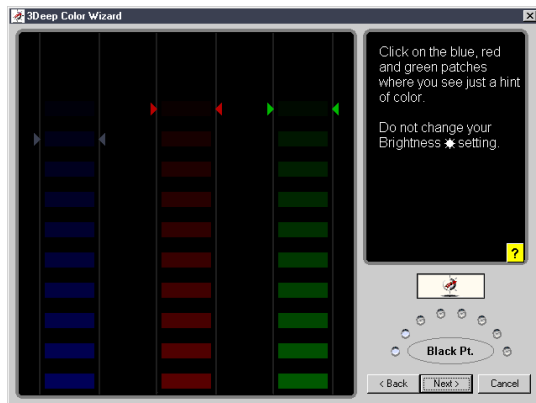 3Deep Color Wizard
Click on the blue, red
and green patches
where you see just a hint
of color.
Do not change your
Brightness setting.
?
Black Pt.
< Back
Next >
Cancel